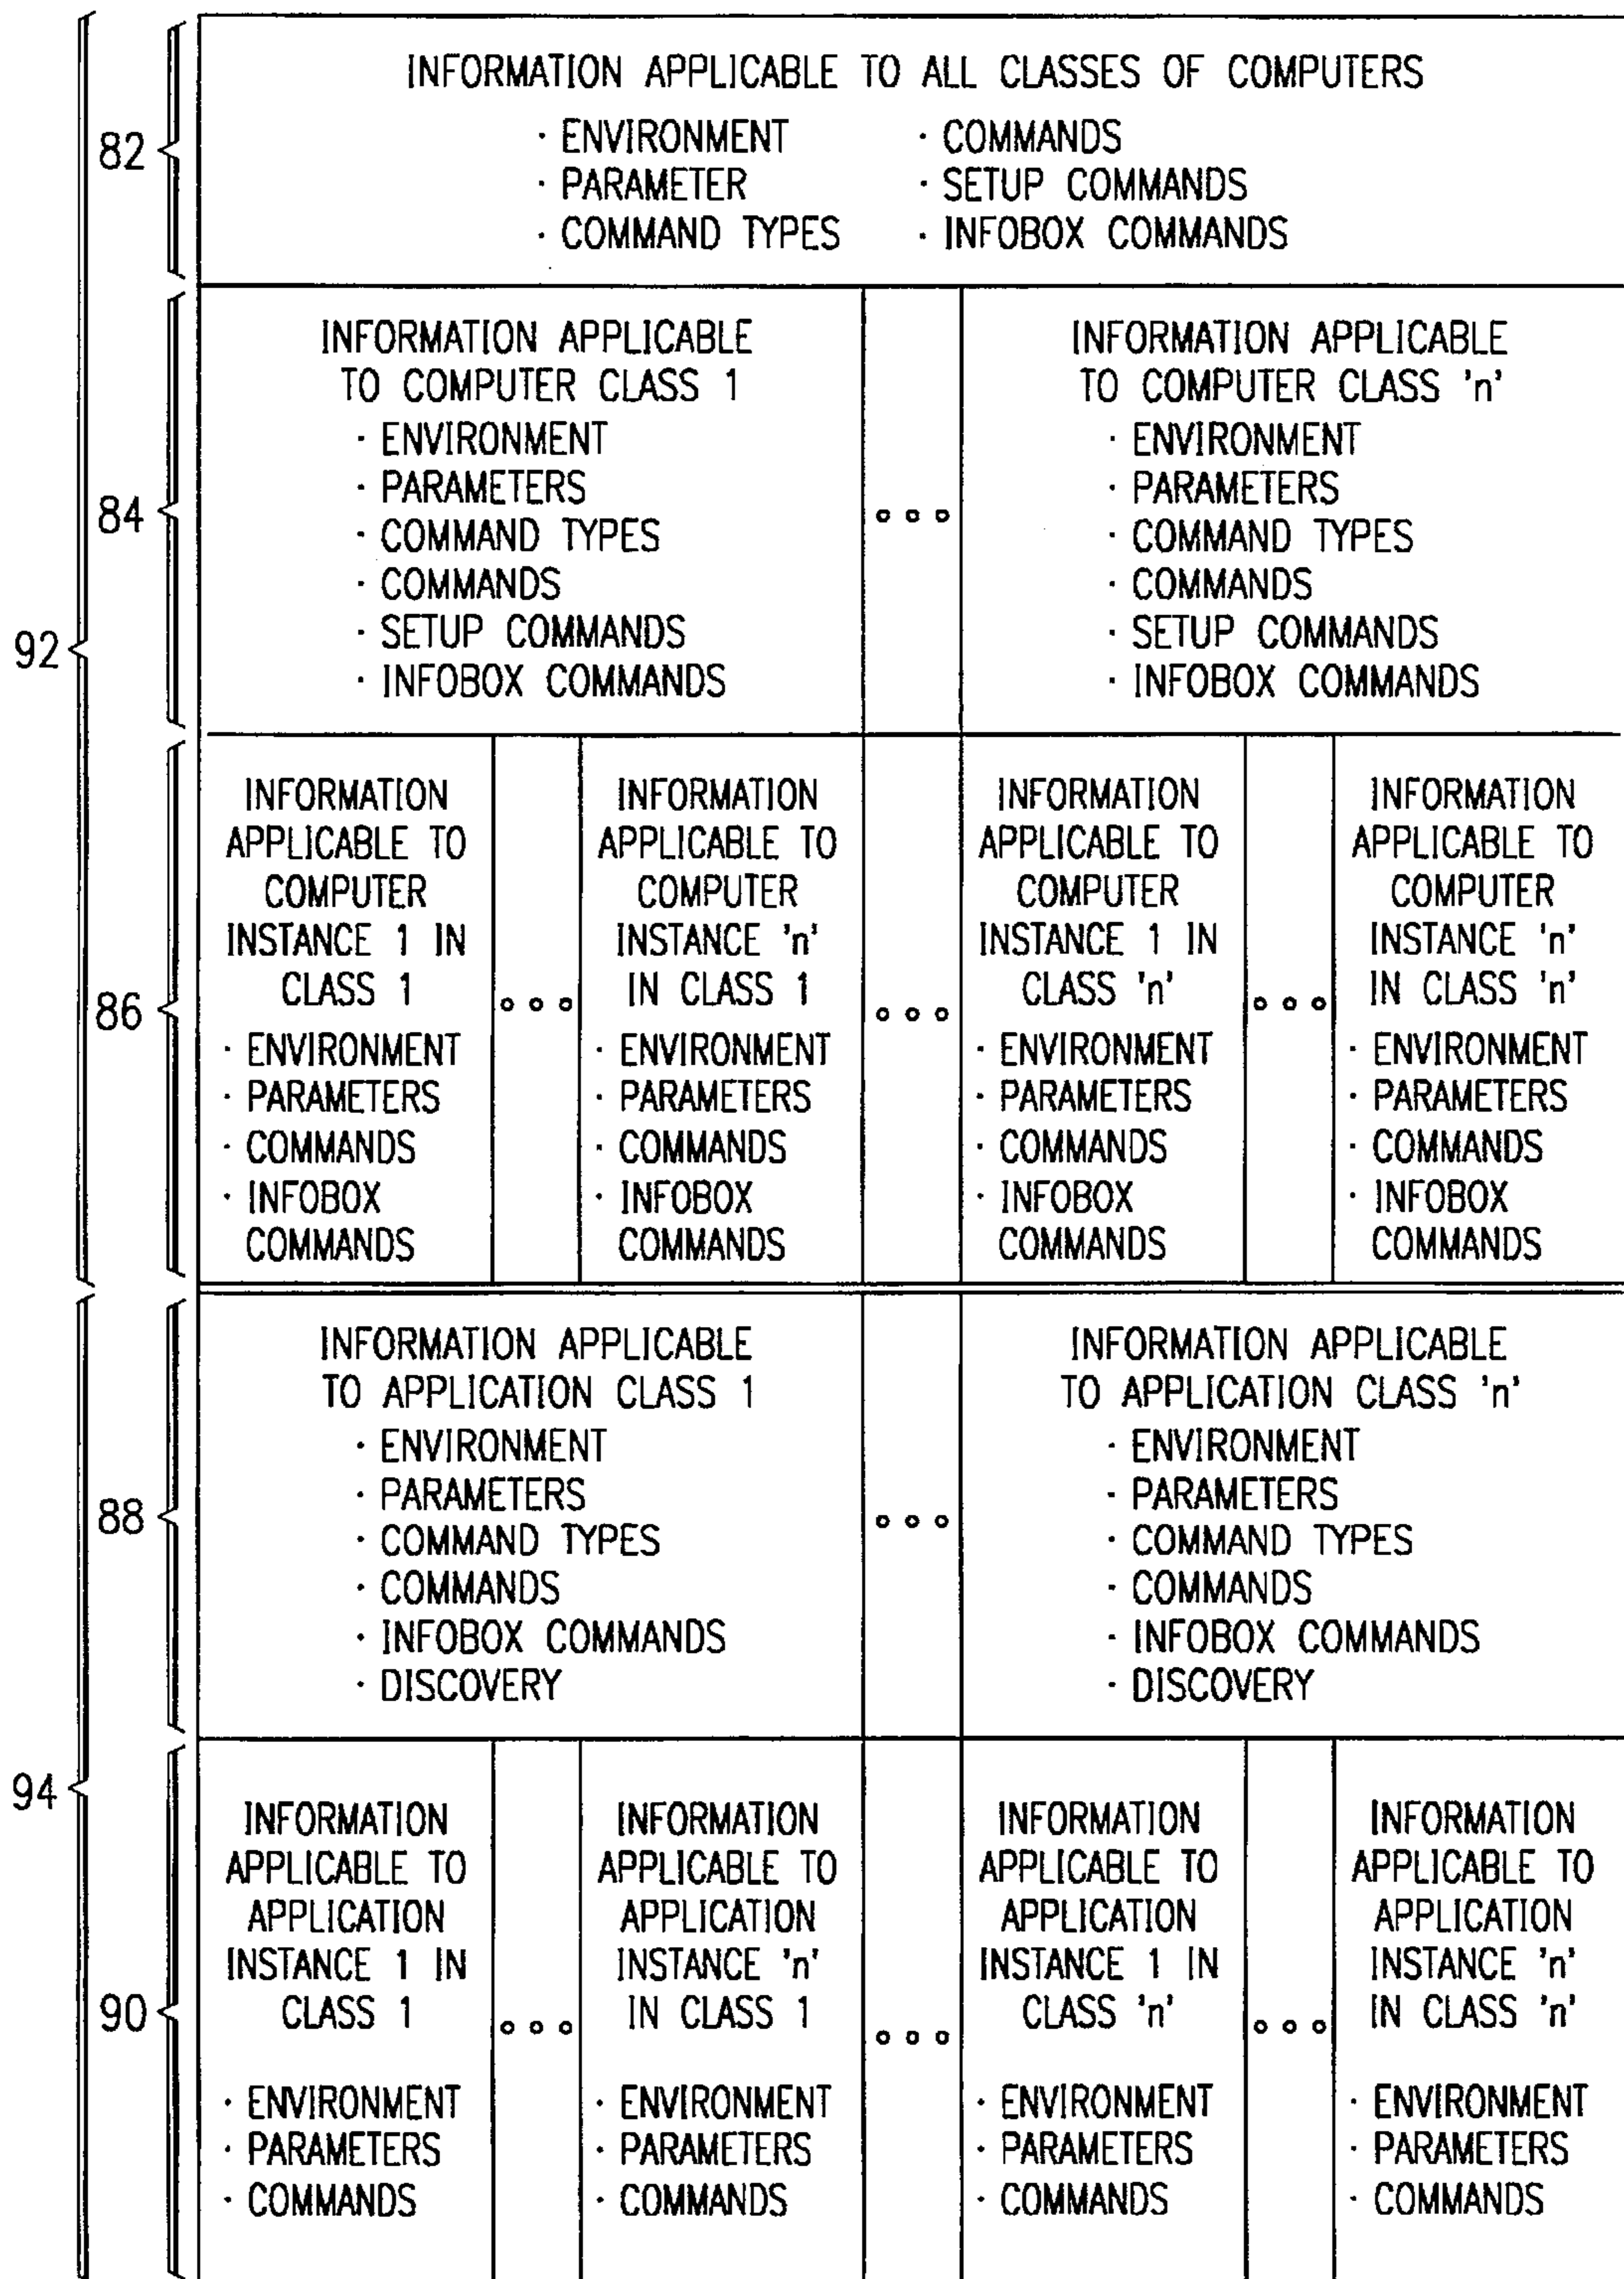 INFORMATION APPLICABLE TO ALL CLASSES OF COMPUTERS
· ENVIRONMENT
· PARAMETER
· COMMAND TYPES
· COMMANDS
· SETUP COMMANDS
· INFOBOX COMMANDS
82
92
84
INFORMATION APPLICABLE
TO COMPUTER CLASS 1
· ENVIRONMENT
· PARAMETERS
· COMMAND TYPES
· COMMANDS
· SETUP COMMANDS
· INFOBOX COMMANDS
INFORMATION APPLICABLE
TO COMPUTER CLASS 'n'
· ENVIRONMENT
· PARAMETERS
· COMMAND TYPES
· COMMANDS
· SETUP COMMANDS
· INFOBOX COMMANDS
86
INFORMATION
APPLICABLE TO
COMPUTER
INSTANCE 1 IN
CLASS 1
· ENVIRONMENT
· PARAMETERS
· COMMANDS
· INFOBOX
COMMANDS
INFORMATION
APPLICABLE TO
COMPUTER
INSTANCE 'n'
IN CLASS 1
· ENVIRONMENT
· PARAMETERS
· COMMANDS
· INFOBOX
COMMANDS
INFORMATION
APPLICABLE TO
COMPUTER
INSTANCE 1 IN
CLASS 'n'
· ENVIRONMENT
· PARAMETERS
· COMMANDS
· INFOBOX
COMMANDS
INFORMATION
APPLICABLE TO
COMPUTER
INSTANCE 'n'
IN CLASS 'n'
· ENVIRONMENT
· PARAMETERS
· COMMANDS
· INFOBOX
COMMANDS
94
88
INFORMATION APPLICABLE
TO APPLICATION CLASS 1
· ENVIRONMENT
· PARAMETERS
· COMMAND TYPES
· COMMANDS
· INFOBOX COMMANDS
· DISCOVERY
INFORMATION APPLICABLE
TO APPLICATION CLASS 'n'
· ENVIRONMENT
· PARAMETERS
· COMMAND TYPES
· COMMANDS
· INFOBOX COMMANDS
· DISCOVERY
90
INFORMATION
APPLICABLE TO
APPLICATION
INSTANCE 1 IN
CLASS 1
· ENVIRONMENT
· PARAMETERS
· COMMANDS
INFORMATION
APPLICABLE TO
APPLICATION
INSTANCE 'n'
IN CLASS 1
· ENVIRONMENT
· PARAMETERS
· COMMANDS
INFORMATION
APPLICABLE TO
APPLICATION
INSTANCE 1 IN
CLASS 'n'
· ENVIRONMENT
· PARAMETERS
· COMMANDS
INFORMATION
APPLICABLE TO
APPLICATION
INSTANCE 'n'
IN CLASS 'n'
· ENVIRONMENT
· PARAMETERS
· COMMANDS